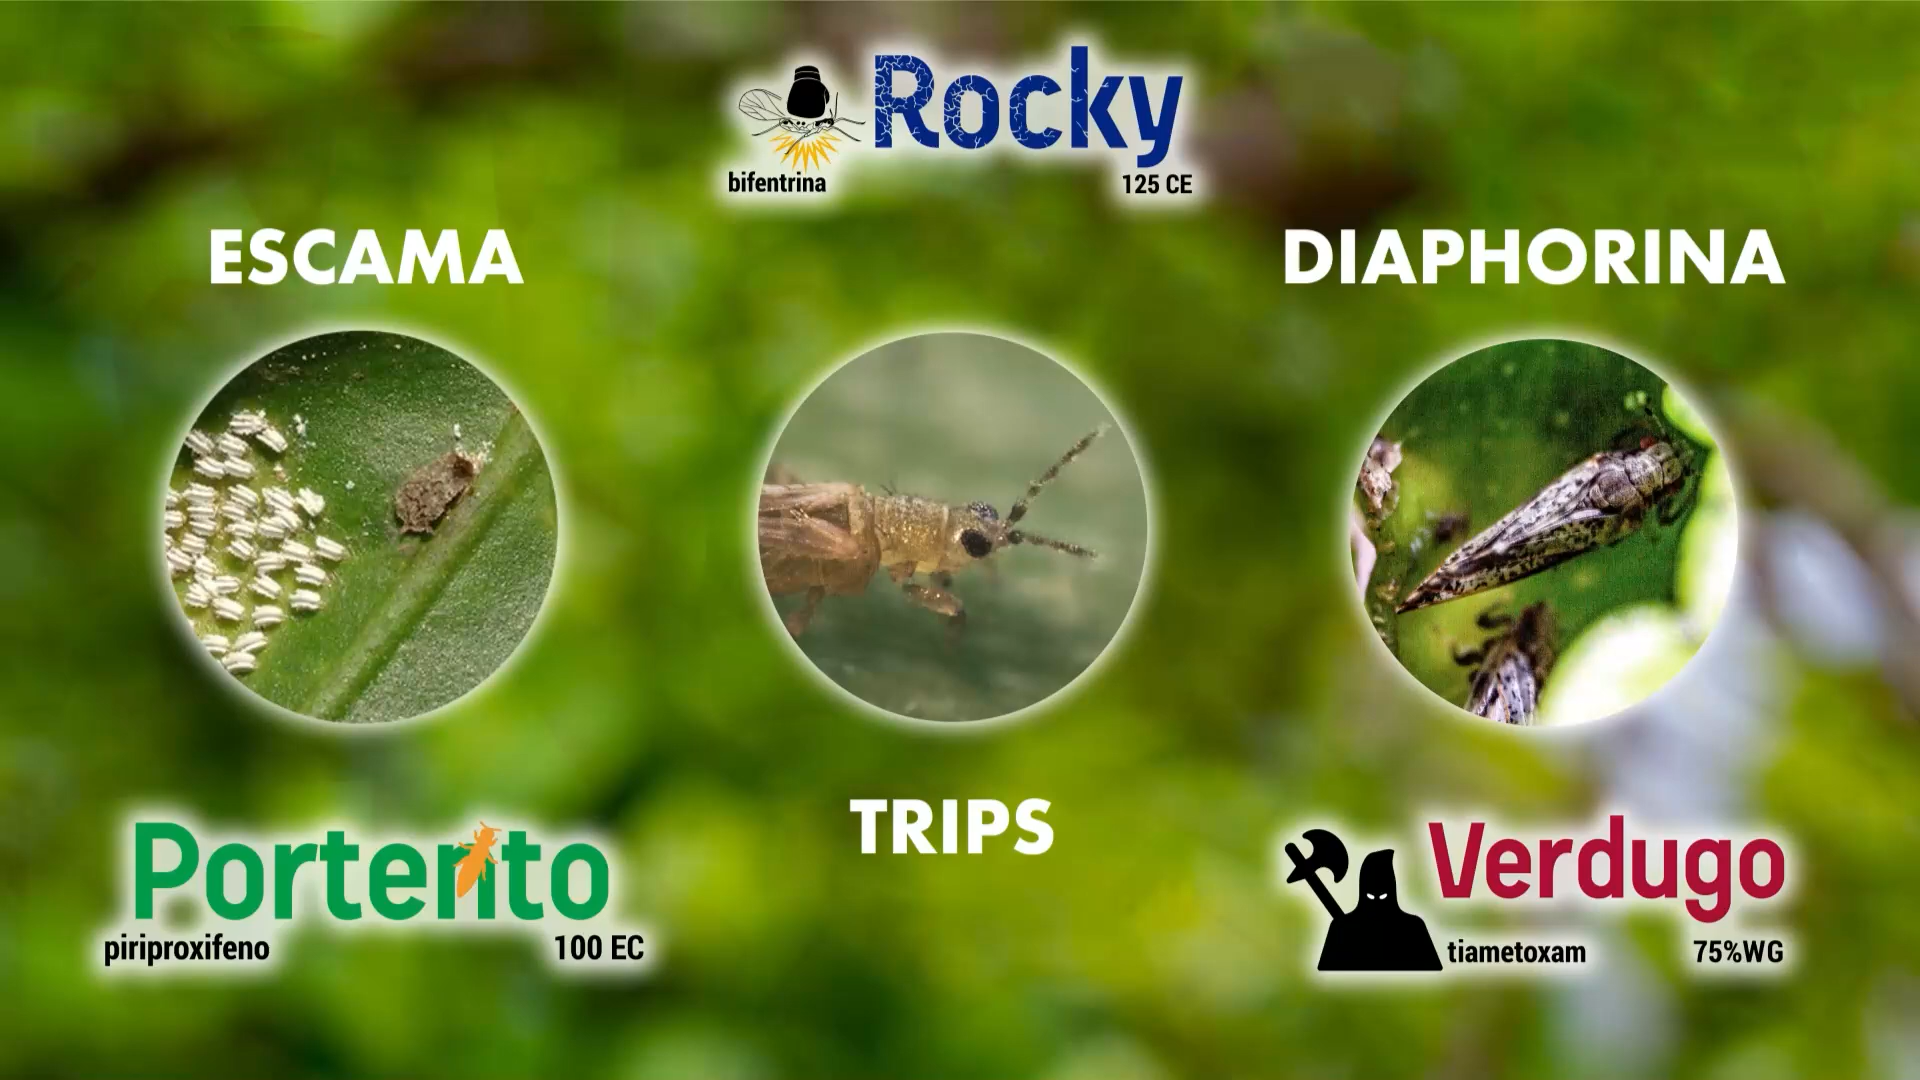 Rocky
bifentrina 125 CE
ESCAMA
DIAPHORINA
TRIPS
Portento
piriproxifeno 100 EC
Verdugo
tiametoxam 75%WG